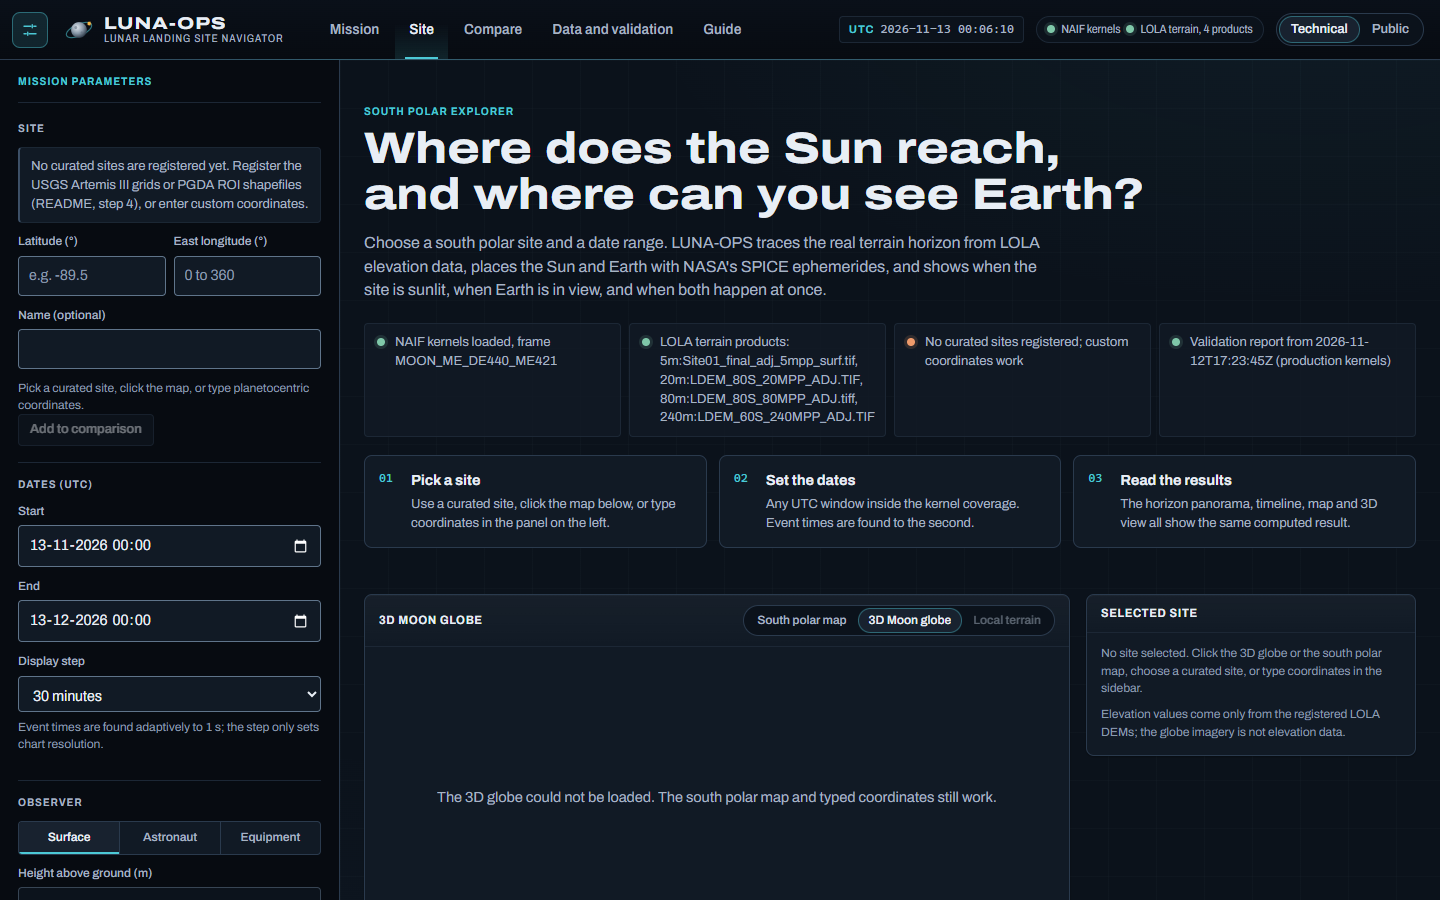 LUNA-OPS
LUNAR LANDING SITE NAVIGATOR
Mission
Site
Compare
Data and validation
Guide
UTC 2026-11-13 00:06:10
NAIF kernels
LOLA terrain, 4 products
Technical
Public
MISSION PARAMETERS
SITE
No curated sites are registered yet. Register the
USGS Artemis III grids or PGDA ROI shapefiles
(README, step 4), or enter custom coordinates.
Latitude (°)
East longitude (°)
e.g. -89.5
0 to 360
Name (optional)
Pick a curated site, click the map, or type planetocentric
coordinates.
Add to comparison
DATES (UTC)
Start
13-11-2026 00:00
End
13-12-2026 00:00
Display step
30 minutes
Event times are found adaptively to 1 s; the step only sets
chart resolution.
OBSERVER
Surface
Astronaut
Equipment
Height above ground (m)
SOUTH POLAR EXPLORER
Where does the Sun reach,
and where can you see Earth?
Choose a south polar site and a date range. LUNA-OPS traces the real terrain horizon from LOLA
elevation data, places the Sun and Earth with NASA's SPICE ephemerides, and shows when the
site is sunlit, when Earth is in view, and when both happen at once.
NAIF kernels loaded, frame
MOON_ME_DE440_ME421
LOLA terrain products:
5m:Site01_final_adj_5mpp_surf.tif,
20m:LDEM_80S_20MPP_ADJ.TIF,
80m:LDEM_80S_80MPP_ADJ.tiff,
240m:LDEM_60S_240MPP_ADJ.TIF
No curated sites registered; custom
coordinates work
Validation report from 2026-11-
12T17:23:45Z (production kernels)
01
Pick a site
Use a curated site, click the map below, or type
coordinates in the panel on the left.
02
Set the dates
Any UTC window inside the kernel coverage.
Event times are found to the second.
03
Read the results
The horizon panorama, timeline, map and 3D
view all show the same computed result.
3D MOON GLOBE
South polar map
3D Moon globe
Local terrain
The 3D globe could not be loaded. The south polar map and typed coordinates still work.
SELECTED SITE
No site selected. Click the 3D globe or the south polar
map, choose a curated site, or type coordinates in the
sidebar.
Elevation values come only from the registered LOLA
DEMs; the globe imagery is not elevation data.